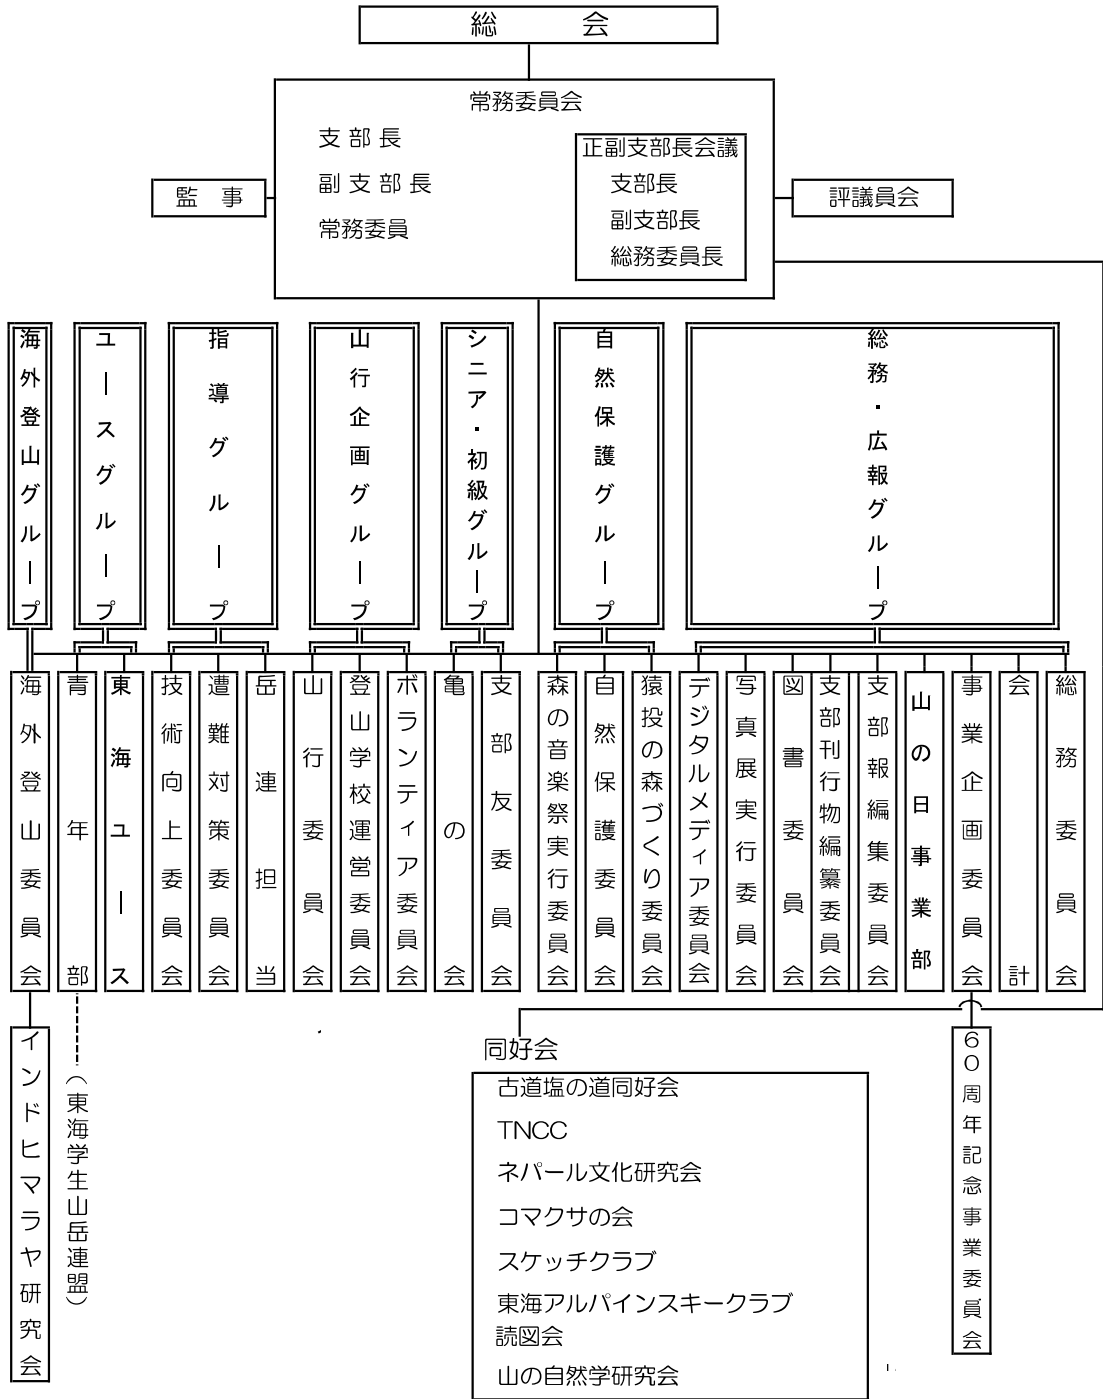 総会
常務委員会
支部長
副支部長
常務委員
正副支部長会議
支部長
副支部長
総務委員長
監事
評議員会
海外登山グループ
ユースグループ
指導グループ
山行企画グループ
シニア・初級グループ
自然保護グループ
総務・広報グループ
海外登山委員会
青年部
東海ユース
技術向上委員会
遭難対策委員会
岳連担当
山行委員会
登山学校運営委員会
ボランティア委員会
亀の会
支部友委員会
森の音楽祭実行委員会
自然保護委員会
猿投の森づくり委員会
デジタルメディア委員会
写真展実行委員会
図書委員会
支部刊行物編纂委員会
支部報編集委員会
山の日事業部
事業企画委員会
会計
総務委員会
インドヒマラヤ研究会
（東海学生山岳連盟）
同好会
古道塩の道同好会
TNCC
ネパール文化研究会
コマクサの会
スケッチクラブ
東海アルパインスキークラブ
読図会
山の自然学研究会
60周年記念事業委員会